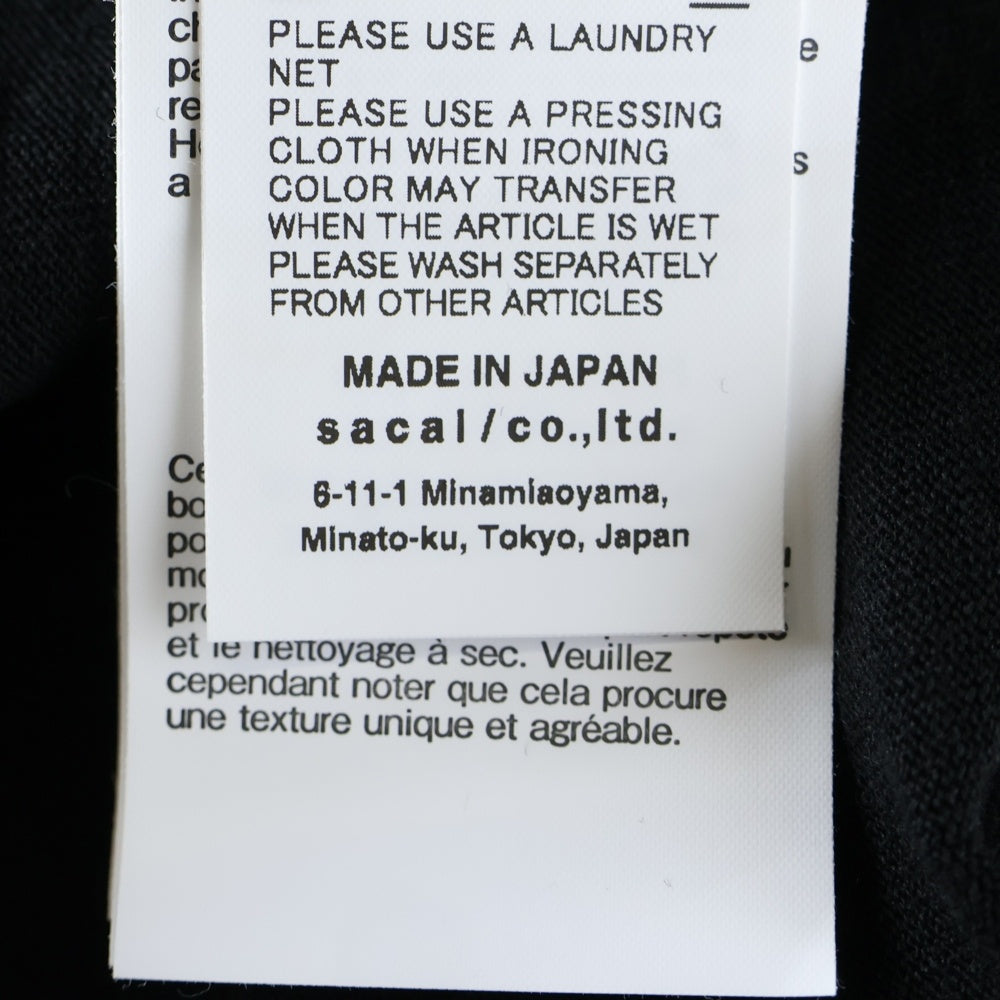 PLEASE USE A LAUNDRY
NET
PLEASE USE A PRESSING
CLOTH WHEN IRONING
COLOR MAY TRANSFER
WHEN THE ARTICLE IS WET
PLEASE WASH SEPARATELY
FROM OTHER ARTICLES
MADE IN JAPAN
sacai/co.,ltd.
6-11-1 Minamiaoyama,
Minato-ku, Tokyo, Japan
et le nettoyage à sec. Veuillez
cependant noter que cela procure
une texture unique et agréable.